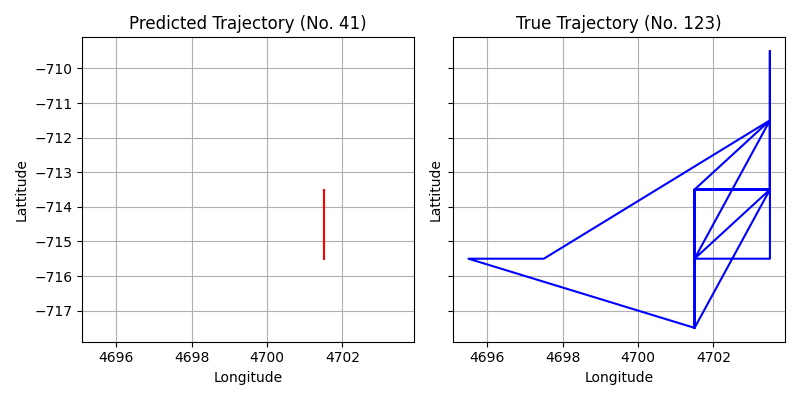 Predicted Trajectory (No. 41)
True Trajectory (No. 123)
Lattitude
−710
−711
−712
−713
−714
−715
−716
−717
4696
4698
4700
4702
Longitude
Lattitude
4696
4698
4700
4702
Longitude